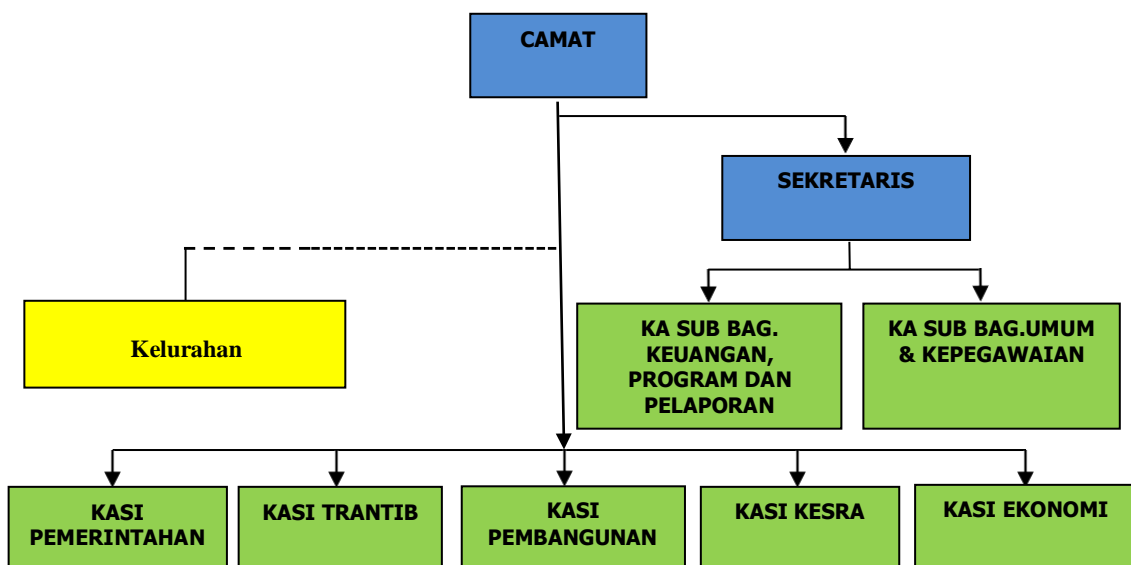 CAMAT
SEKRETARIS
Kelurahan
KA SUB BAG.
KEUANGAN,
PROGRAM DAN
PELAPORAN
KA SUB BAG.UMUM
& KEPEGAWAIAN
KASI
PEMERINTAHAN
KASI TRANTIB
KASI
PEMBANGUNAN
KASI KESRA
KASI EKONOMI